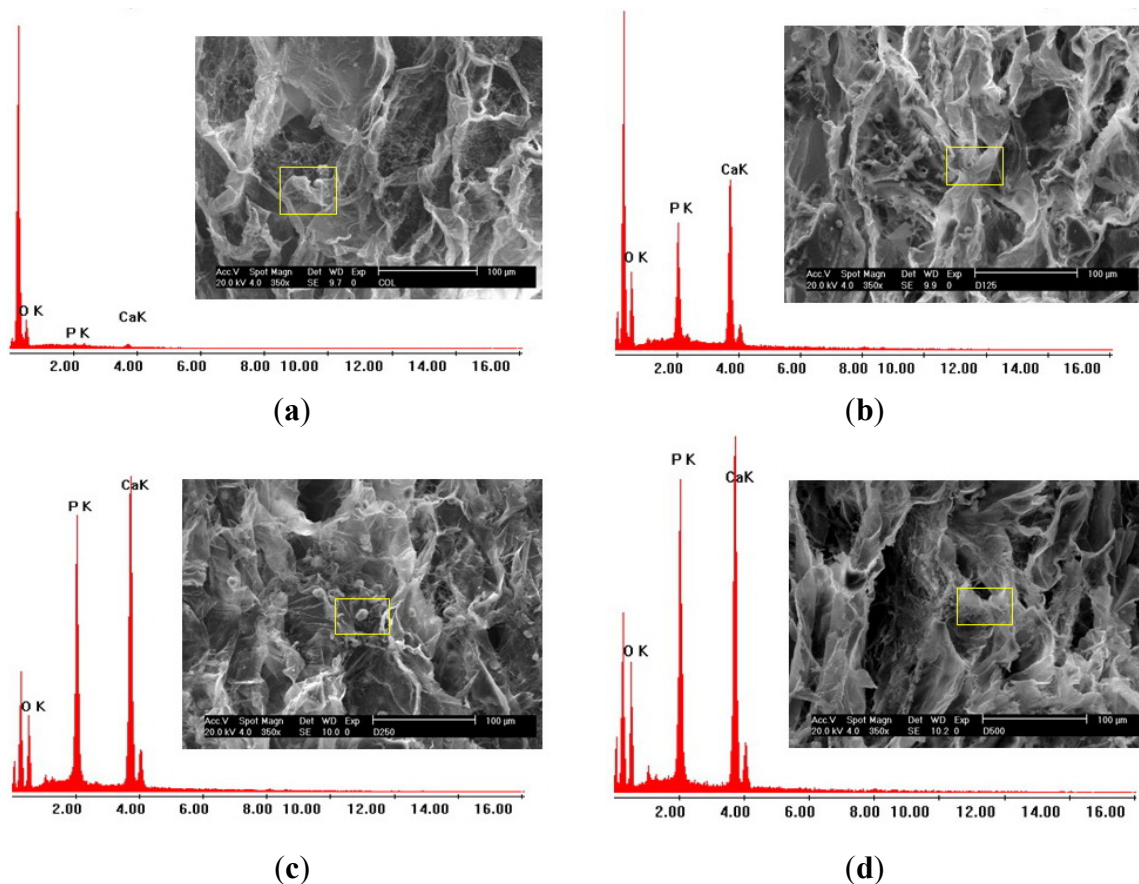 O K
P K
CaK
2.00 4.00 6.00 8.00 10.00 12.00 14.00 16.00
Acc.V Spot Magn Det WD Exp 100 µm
20.0 kV 4.0 350x SE 9.7 0 COL
(a)
O K
P K
CaK
2.00 4.00 6.00 8.00 10.00 12.00 14.00 16.00
Acc.V Spot Magn Det WD Exp 100 µm
20.0 kV 4.0 350x SE 9.9 0 D125
(b)
O K
P K
CaK
2.00 4.00 6.00 8.00 10.00 12.00 14.00 16.00
Acc.V Spot Magn Det WD Exp 100 µm
20.0 kV 4.0 350x SE 10.0 0 D250
(c)
O K
P K
CaK
2.00 4.00 6.00 8.00 10.00 12.00 14.00 16.00
Acc.V Spot Magn Det WD Exp 100 µm
20.0 kV 4.0 350x SE 10.2 0 D500
(d)